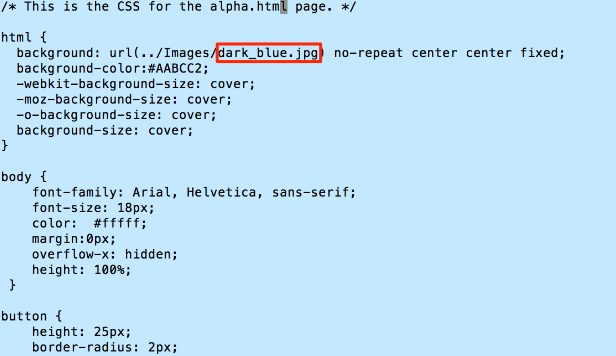 /* This is the CSS for the alpha.html page. */
html {
background: url(../Images/dark_blue.jpg) no-repeat center center fixed;
background-color:#AABCC2;
-webkit-background-size: cover;
-moz-background-size: cover;
-o-background-size: cover;
background-size: cover;
}
body {
font-family: Arial, Helvetica, sans-serif;
font-size: 18px;
color:  #fffff;
margin:0px;
overflow-x: hidden;
height: 100%;
}
button {
height: 25px;
border-radius: 2px;